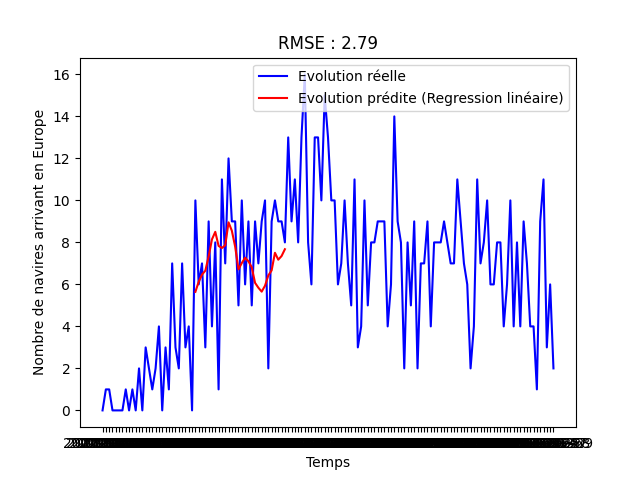 RMSE : 2.79
Evolution réelle
Evolution prédite (Regression linéaire)
Nombre de navires arrivant en Europe
16
14
12
10
8
6
4
2
0
Temps